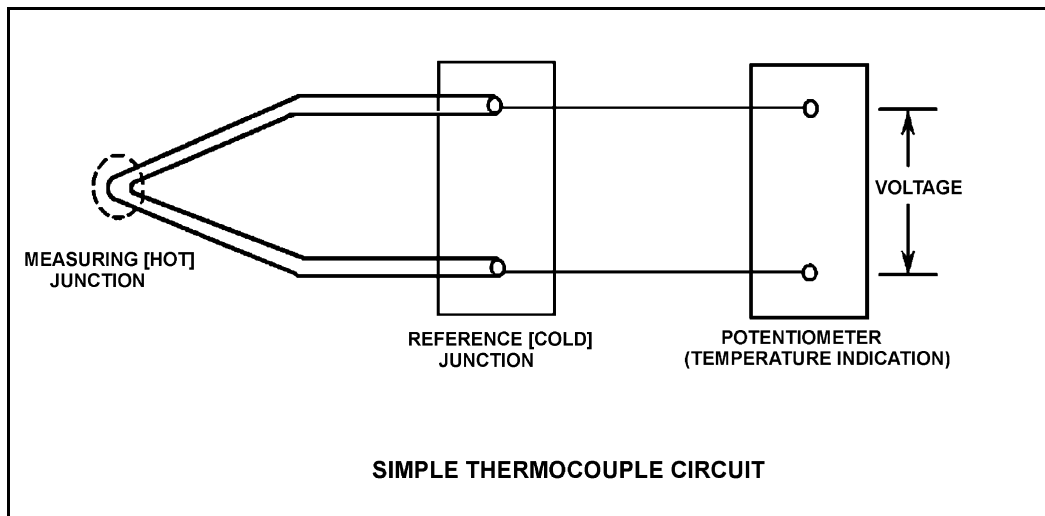 MEASURING [HOT]
JUNCTION
REFERENCE [COLD]
JUNCTION
POTENTIOMETER
(TEMPERATURE INDICATION)
VOLTAGE
SIMPLE THERMOCOUPLE CIRCUIT